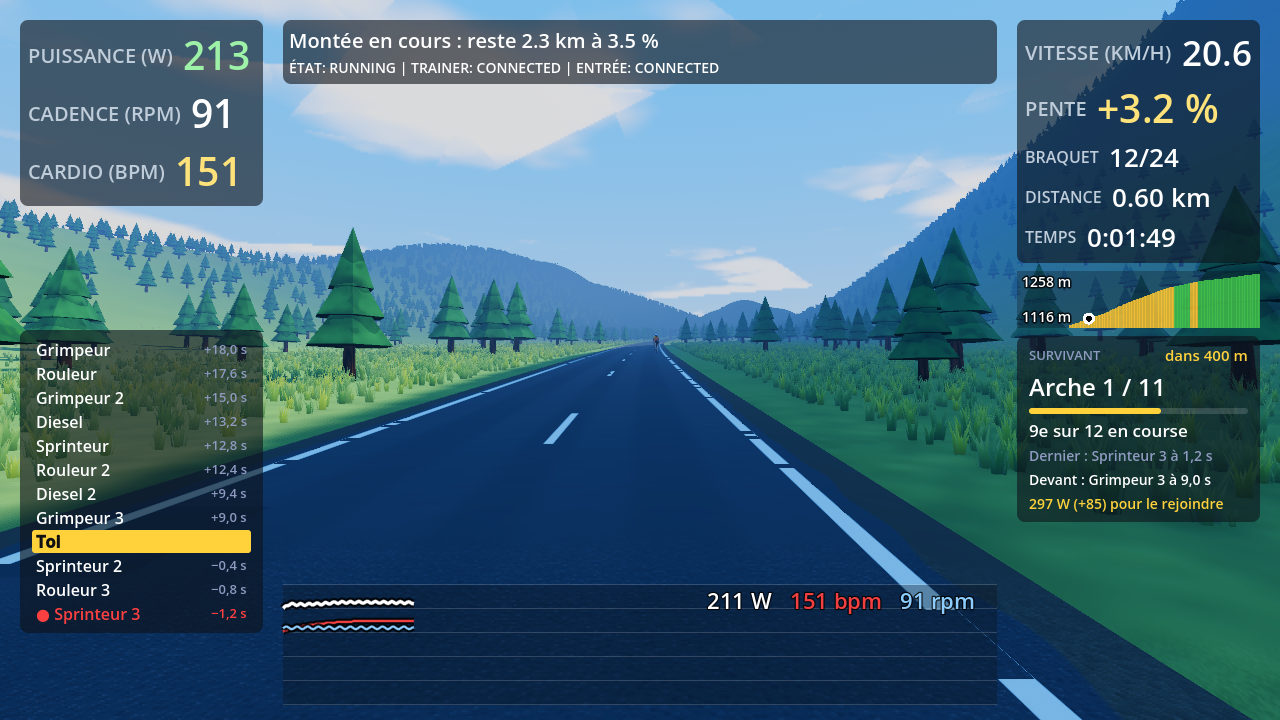 PUISSANCE (W) 213
CADENCE (RPM) 91
CARDIO (BPM) 151
Montée en cours : reste 2.3 km à 3.5 %
ÉTAT: RUNNING | TRAINER: CONNECTED | ENTRÉE: CONNECTED
VITESSE (KM/H) 20.6
PENTE +3.2 %
BRAQUET 12/24
DISTANCE 0.60 km
TEMPS 0:01:49
1258 m
1116 m
SURVIVANT dans 400 m
Arche 1 / 11
9e sur 12 en course
Dernier : Sprinteur 3 à 1,2 s
Devant : Grimpeur 3 à 9,0 s
297 W (+85) pour le rejoindre
Grimpeur +18,0 s
Rouleur +17,6 s
Grimpeur 2 +15,0 s
Diesel +13,2 s
Sprinteur +12,8 s
Rouleur 2 +12,4 s
Diesel 2 +9,4 s
Grimpeur 3 +9,0 s
Toi
Sprinteur 2 −0,4 s
Rouleur 3 −0,8 s
Sprinteur 3 −1,2 s
211 W 151 bpm 91 rpm